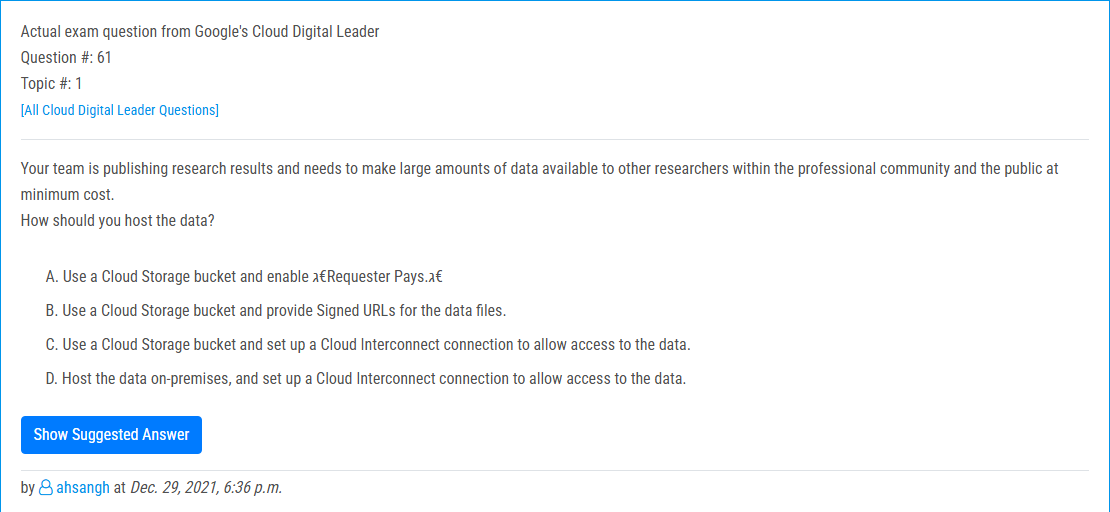 Actual exam question from Google's Cloud Digital Leader
Question #: 61
Topic #: 1
[All Cloud Digital Leader Questions]
Your team is publishing research results and needs to make large amounts of data available to other researchers within the professional community and the public at
minimum cost.
How should you host the data?
A. Use a Cloud Storage bucket and enable גא€Requester Pays.גא€
B. Use a Cloud Storage bucket and provide Signed URLs for the data files.
C. Use a Cloud Storage bucket and set up a Cloud Interconnect connection to allow access to the data.
D. Host the data on-premises, and set up a Cloud Interconnect connection to allow access to the data.
Show Suggested Answer
by ahsangh at Dec. 29, 2021, 6:36 p.m.